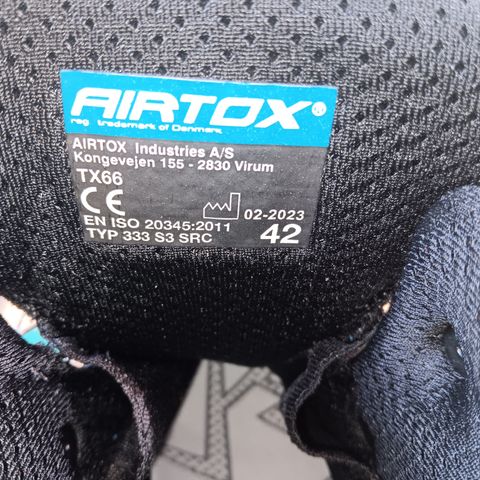 AIRTOX®
reg. trademark of Denmark
AIRTOX Industries A/S
Kongevejen 155 - 2830 Virum
TX66
CE 02-2023
EN ISO 20345:2011 42
TYP 333 S3 SRC